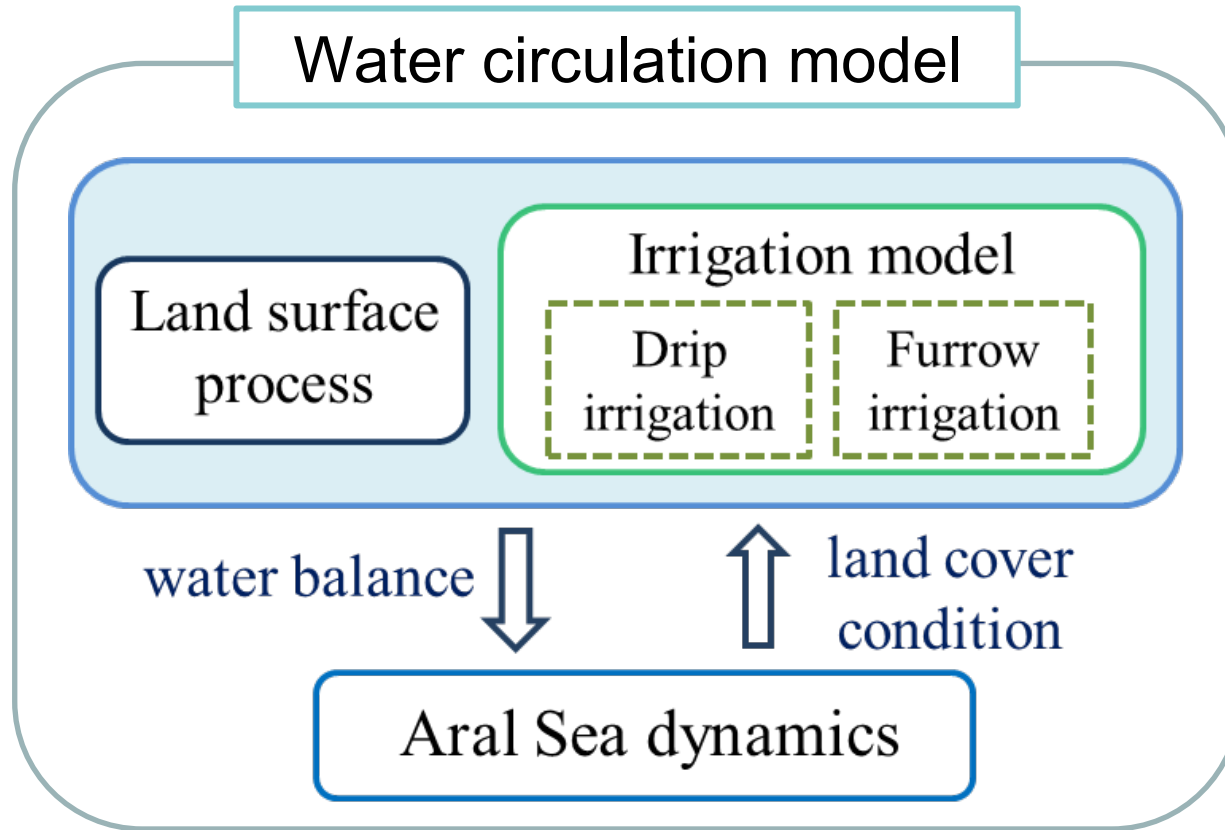 Water circulation model
Land surface
process
Irrigation model
Drip
irrigation
Furrow
irrigation
water balance
land cover
condition
Aral Sea dynamics